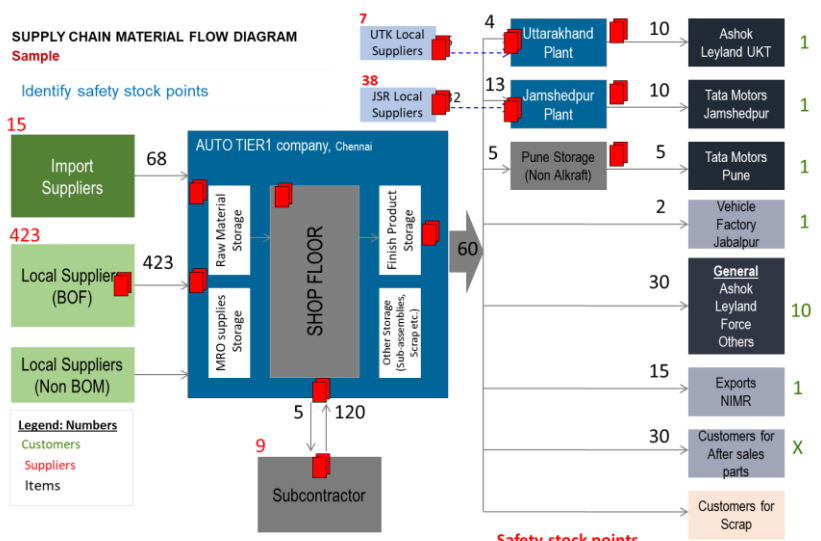 SUPPLY CHAIN MATERIAL FLOW DIAGRAM
Sample
Identify safety stock points
7
UTK Local
Suppliers
38
JSR Local
Suppliers
4
Uttarakhand
Plant
10
Ashok
Leyland UKT
1
13
Jamshedpur
Plant
10
Tata Motors
Jamshedpur
1
5
Pune Storage
(Non Alkraft)
5
Tata Motors
Pune
1
2
Vehicle
Factory
Jabalpur
1
30
General
Ashok
Leyland
Force
Others
10
15
Exports
NIMR
1
30
Customers for
After sales
parts
X
Customers for
Scrap
15
Import
Suppliers
68
423
Local Suppliers
(BOF)
423
Local Suppliers
(Non BOM)
AUTO TIER1 company, Chennai
Raw Material
Storage
MRO supplies
Storage
SHOP FLOOR
Finish Product
Storage
Other Storage
(Sub-assemblies,
Scrap etc.)
60
5
120
9
Subcontractor
Legend: Numbers
Customers
Suppliers
Items
Safety stock points